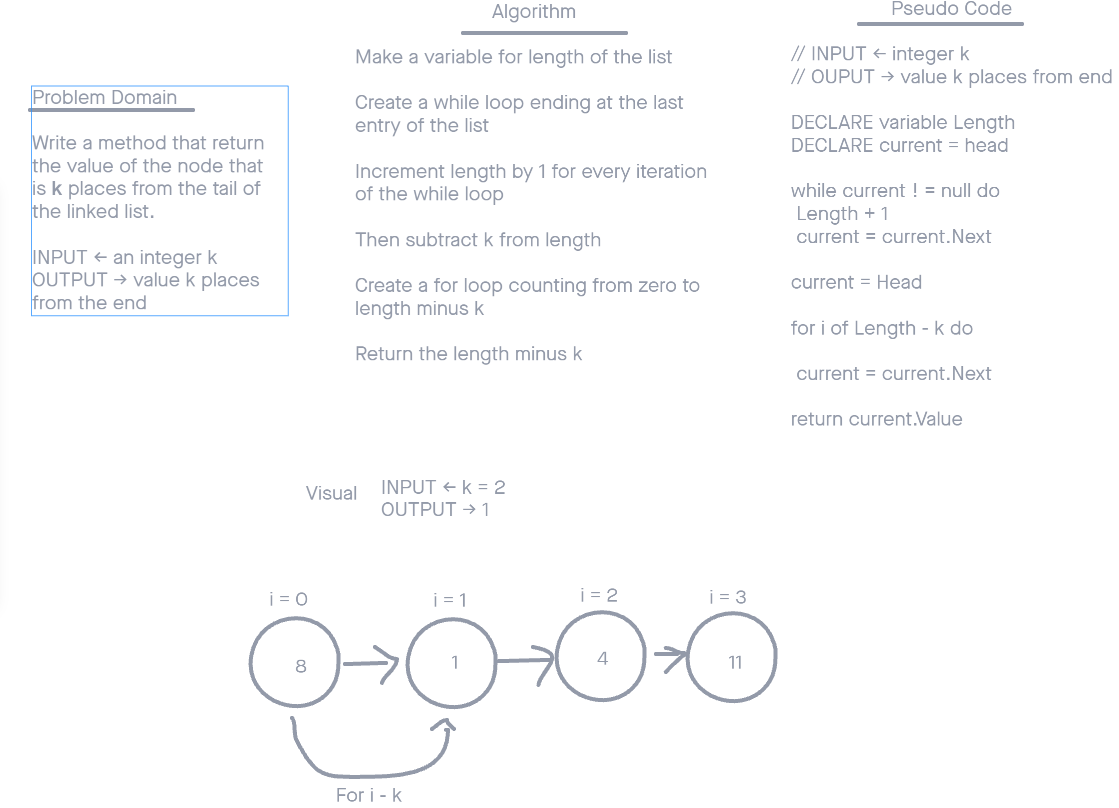 Problem Domain
Write a method that return
the value of the node that
is k places from the tail of
the linked list.
INPUT ← an integer k
OUTPUT → value k places
from the end
Algorithm
Make a variable for length of the list
Create a while loop ending at the last
entry of the list
Increment length by 1 for every iteration
of the while loop
Then subtract k from length
Create a for loop counting from zero to
length minus k
Return the length minus k
Pseudo Code
// INPUT ← integer k
// OUPUT → value k places from end
DECLARE variable Length
DECLARE current = head
while current ! = null do
Length + 1
current = current.Next
current = Head
for i of Length - k do
current = current.Next
return current.Value
Visual
INPUT ← k = 2
OUTPUT → 1
i = 0
i = 1
i = 2
i = 3
8
1
4
11
For i - k